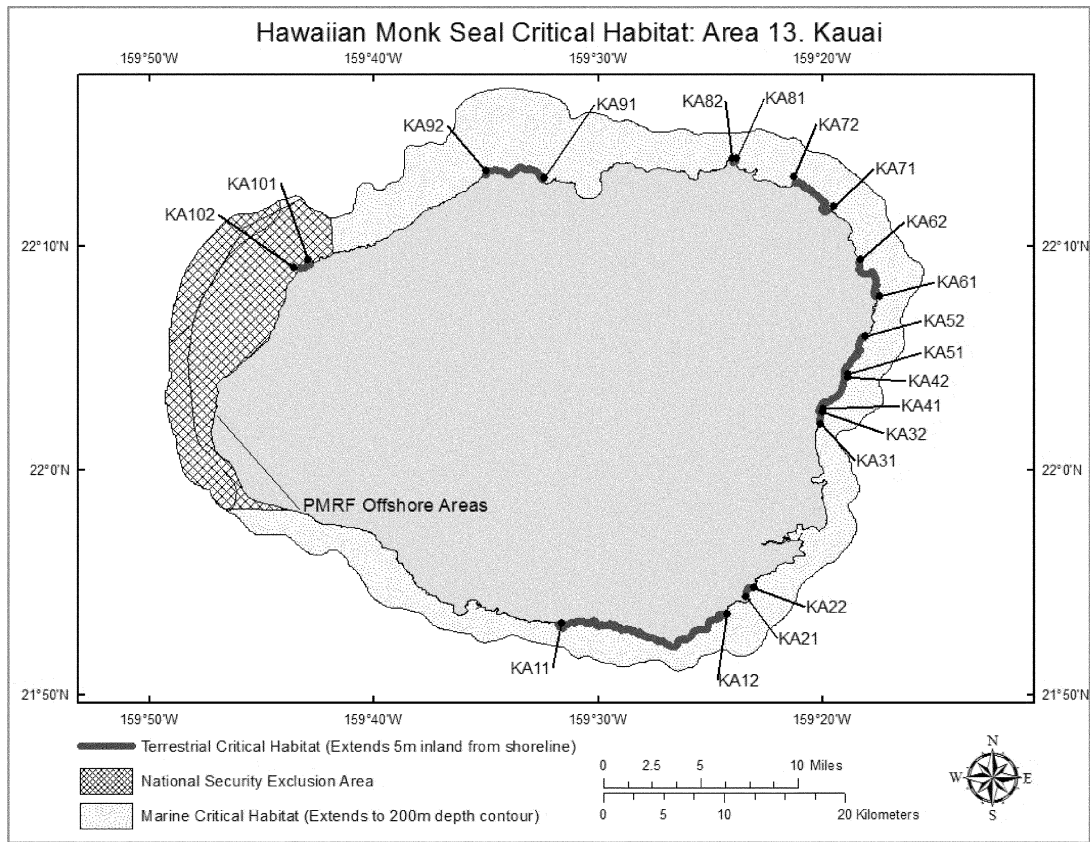 Hawaiian Monk Seal Critical Habitat: Area 13. Kauai
159°50'W 159°40'W 159°30'W 159°20'W
KA92
KA91
KA82
KA81
KA72
KA71
KA101
KA102
KA62
KA61
KA52
KA51
KA42
KA41
KA32
KA31
22°10'N 22°10'N
22°0'N 22°0'N
PMRF Offshore Areas
KA22
KA21
KA11
KA12
21°50'N 21°50'N
159°50'W 159°40'W 159°30'W 159°20'W
Terrestrial Critical Habitat (Extends 5m inland from shoreline)
National Security Exclusion Area
Marine Critical Habitat (Extends to 200m depth contour)
0 2.5 5 10 Miles
0 5 10 20 Kilometers
N
W E
S